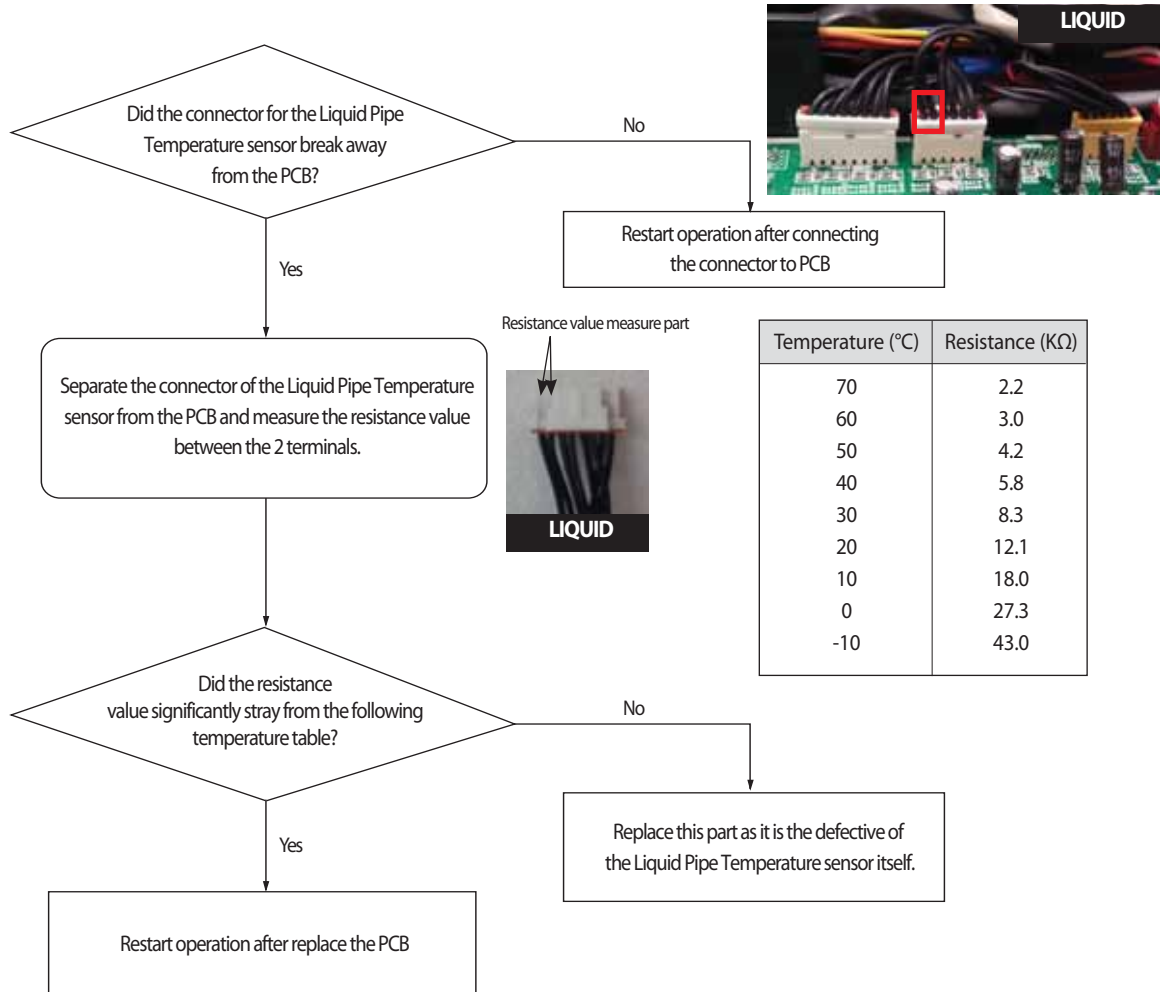 LIQUID
Did the connector for the Liquid Pipe
Temperature sensor break away
from the PCB?
No
Restart operation after connecting
the connector to PCB
Yes
Resistance value measure part
Separate the connector of the Liquid Pipe Temperature
sensor from the PCB and measure the resistance value
between the 2 terminals.
LIQUID
Temperature (°C) Resistance (KΩ)
70 2.2
60 3.0
50 4.2
40 5.8
30 8.3
20 12.1
10 18.0
0 27.3
-10 43.0
Did the resistance
value significantly stray from the following
temperature table?
No
Replace this part as it is the defective of
the Liquid Pipe Temperature sensor itself.
Yes
Restart operation after replace the PCB